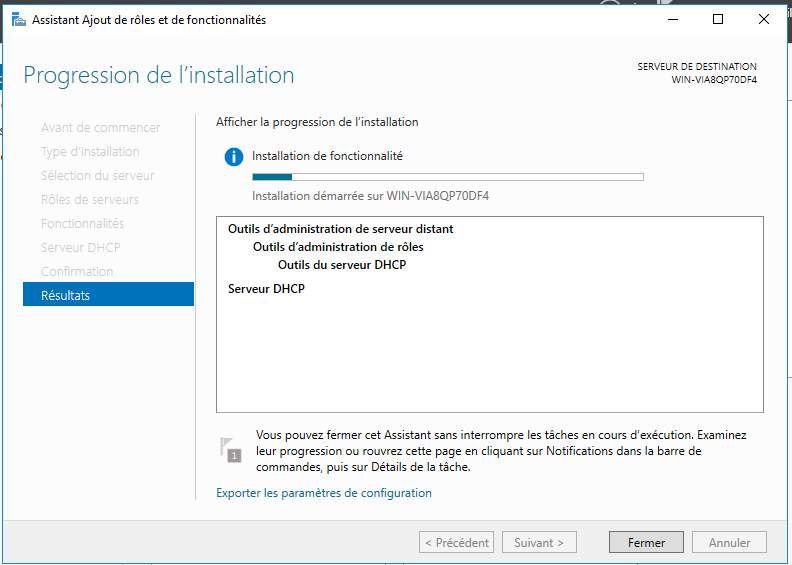 Assistant Ajout de rôles et de fonctionnalités
Progression de l'installation
SERVEUR DE DESTINATION
WIN-VIA8QP70DF4
Avant de commencer
Type d'installation
Sélection du serveur
Rôles de serveurs
Fonctionnalités
Serveur DHCP
Confirmation
Résultats
Afficher la progression de l'installation
Installation de fonctionnalité
Installation démarrée sur WIN-VIA8QP70DF4
Outils d'administration de serveur distant
Outils d'administration de rôles
Outils du serveur DHCP
Serveur DHCP
1
Vous pouvez fermer cet Assistant sans interrompre les tâches en cours d'exécution. Examinez
leur progression ou rouvrez cette page en cliquant sur Notifications dans la barre de
commandes, puis sur Détails de la tâche.
Exporter les paramètres de configuration
< Précédent
Suivant >
Fermer
Annuler